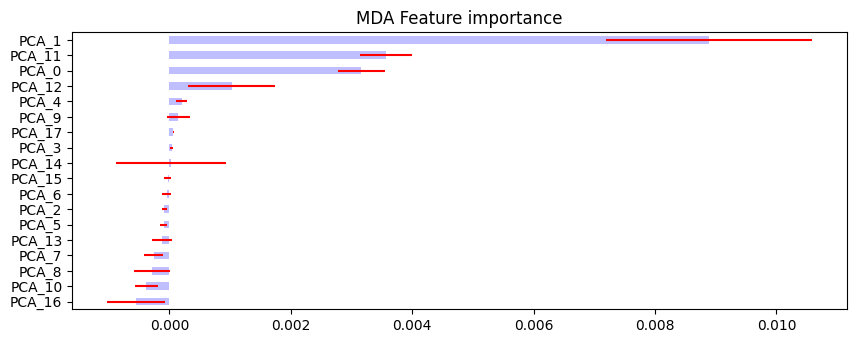 MDA Feature importance
PCA_1
PCA_11
PCA_0
PCA_12
PCA_4
PCA_9
PCA_17
PCA_3
PCA_14
PCA_15
PCA_6
PCA_2
PCA_5
PCA_13
PCA_7
PCA_8
PCA_10
PCA_16
0.000 0.002 0.004 0.006 0.008 0.010